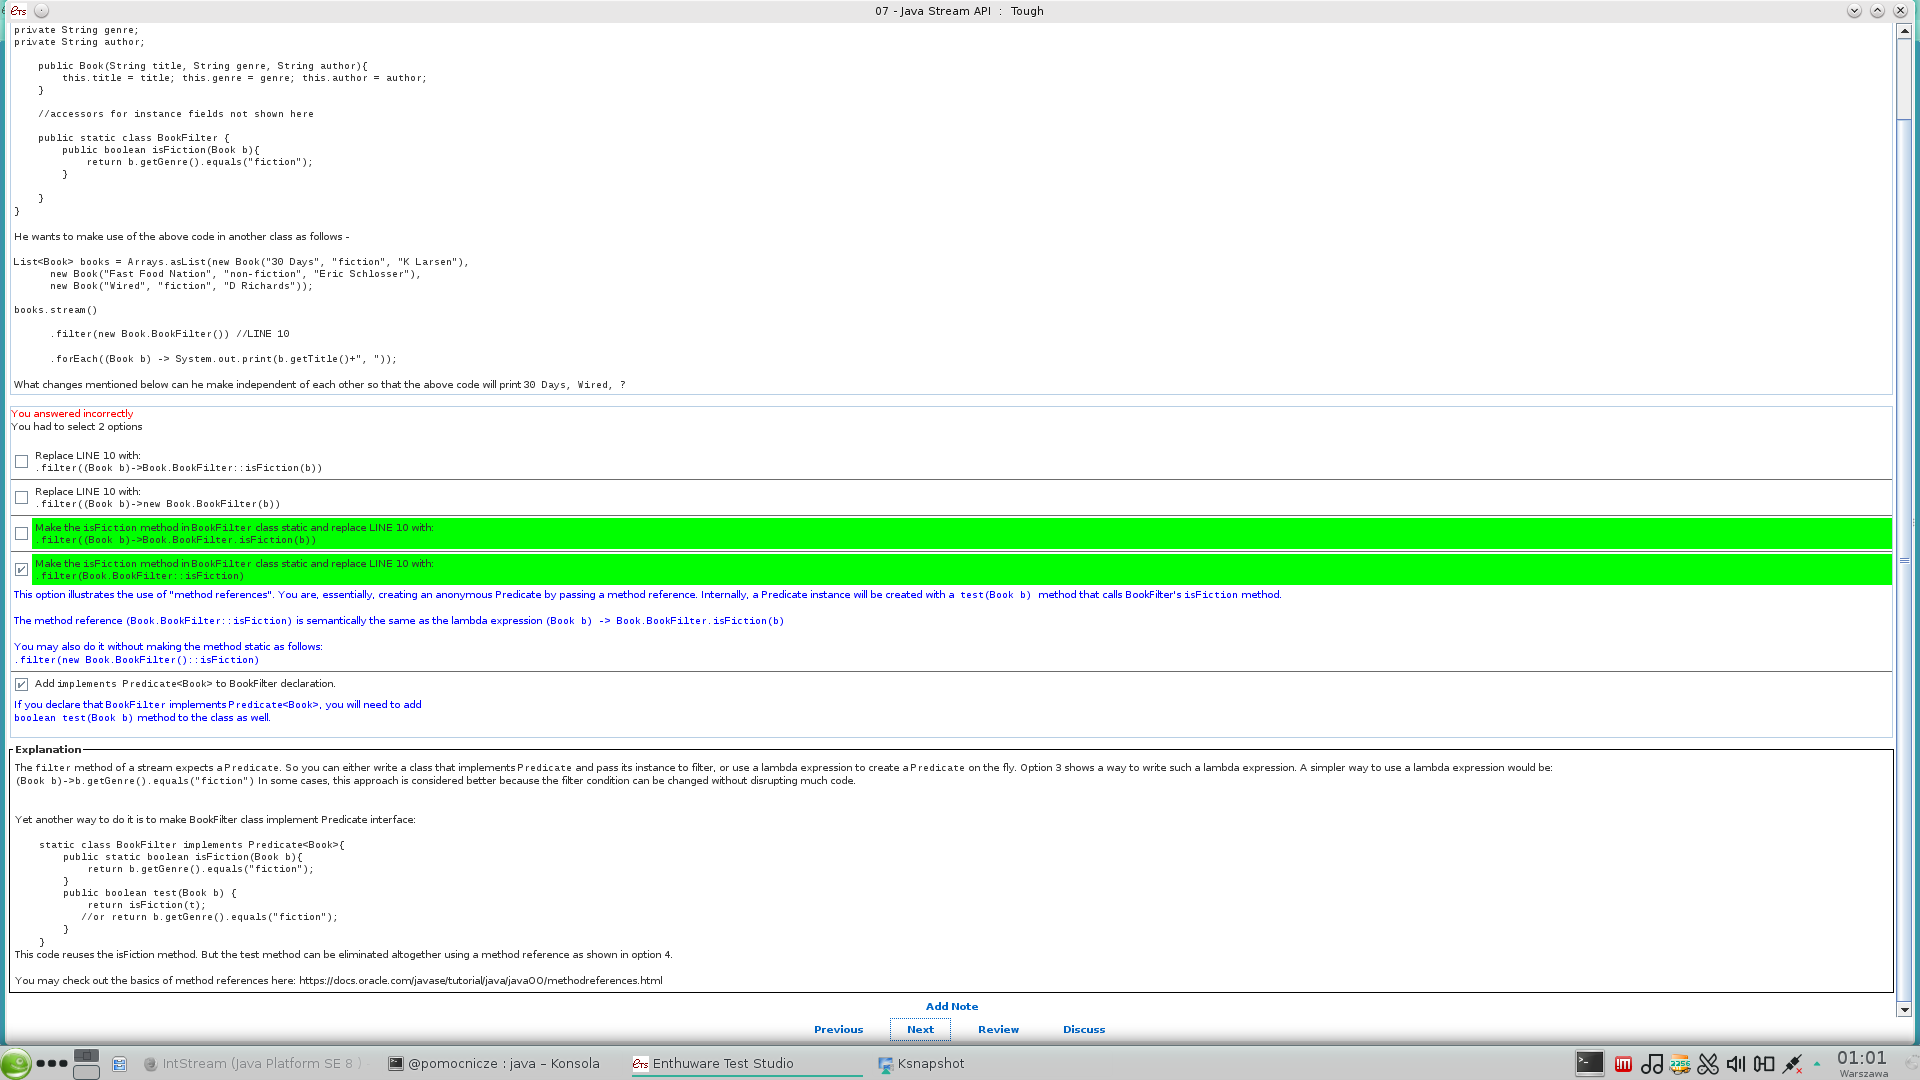 ETS
07 - Java Stream API : Tough
private String genre;
private String author;
public Book(String title, String genre, String author){
this.title = title; this.genre = genre; this.author = author;
}
//accessors for instance fields not shown here
public static class BookFilter {
public boolean isFiction(Book b){
return b.getGenre().equals("fiction");
}
}
}
He wants to make use of the above code in another class as follows -
List<Book> books = Arrays.asList(new Book("30 Days", "fiction", "K Larsen"),
new Book("Fast Food Nation", "non-fiction", "Eric Schlosser"),
new Book("Wired", "fiction", "D Richards"));
books.stream()
.filter(new Book.BookFilter()) //LINE 10
.forEach((Book b) -> System.out.print(b.getTitle()+", "));
What changes mentioned below can he make independent of each other so that the above code will print 30 Days, Wired, ?
You answered incorrectly
You had to select 2 options
Replace LINE 10 with:
.filter((Book b)->Book.BookFilter::isFiction(b))
Replace LINE 10 with:
.filter((Book b)->new Book.BookFilter(b))
Make the isFiction method in BookFilter class static and replace LINE 10 with:
.filter((Book b)->Book.BookFilter.isFiction(b))
Make the isFiction method in BookFilter class static and replace LINE 10 with:
.filter(Book.BookFilter::isFiction)
This option illustrates the use of "method references". You are, essentially, creating an anonymous Predicate by passing a method reference. Internally, a Predicate instance will be created with a test(Book b) method that calls BookFilter's isFiction method.
The method reference (Book.BookFilter::isFiction) is semantically the same as the lambda expression (Book b) -> Book.BookFilter.isFiction(b)
You may also do it without making the method static as follows:
.filter(new Book.BookFilter()::isFiction)
Add implements Predicate<Book> to BookFilter declaration.
If you declare that BookFilter implements Predicate<Book>, you will need to add
boolean test(Book b) method to the class as well.
Explanation
The filter method of a stream expects a Predicate. So you can either write a class that implements Predicate and pass its instance to filter, or use a lambda expression to create a Predicate on the fly. Option 3 shows a way to write such a lambda expression. A simpler way to use a lambda expression would be:
(Book b)->b.getGenre().equals("fiction") In some cases, this approach is considered better because the filter condition can be changed without disrupting much code.
Yet another way to do it is to make BookFilter class implement Predicate interface:
static class BookFilter implements Predicate<Book>{
public static boolean isFiction(Book b){
return b.getGenre().equals("fiction");
}
public boolean test(Book b) {
return isFiction(t);
//or return b.getGenre().equals("fiction");
}
}
This code reuses the isFiction method. But the test method can be eliminated altogether using a method reference as shown in option 4.
You may check out the basics of method references here: https://docs.oracle.com/javase/tutorial/java/javaOO/methodreferences.html
Add Note
Previous Next Review Discuss
IntStream (Java Platform SE 8 ) @pomocnicze : java – Konsola ETS Enthuware Test Studio Ksnapshot 01:01
Warszawa